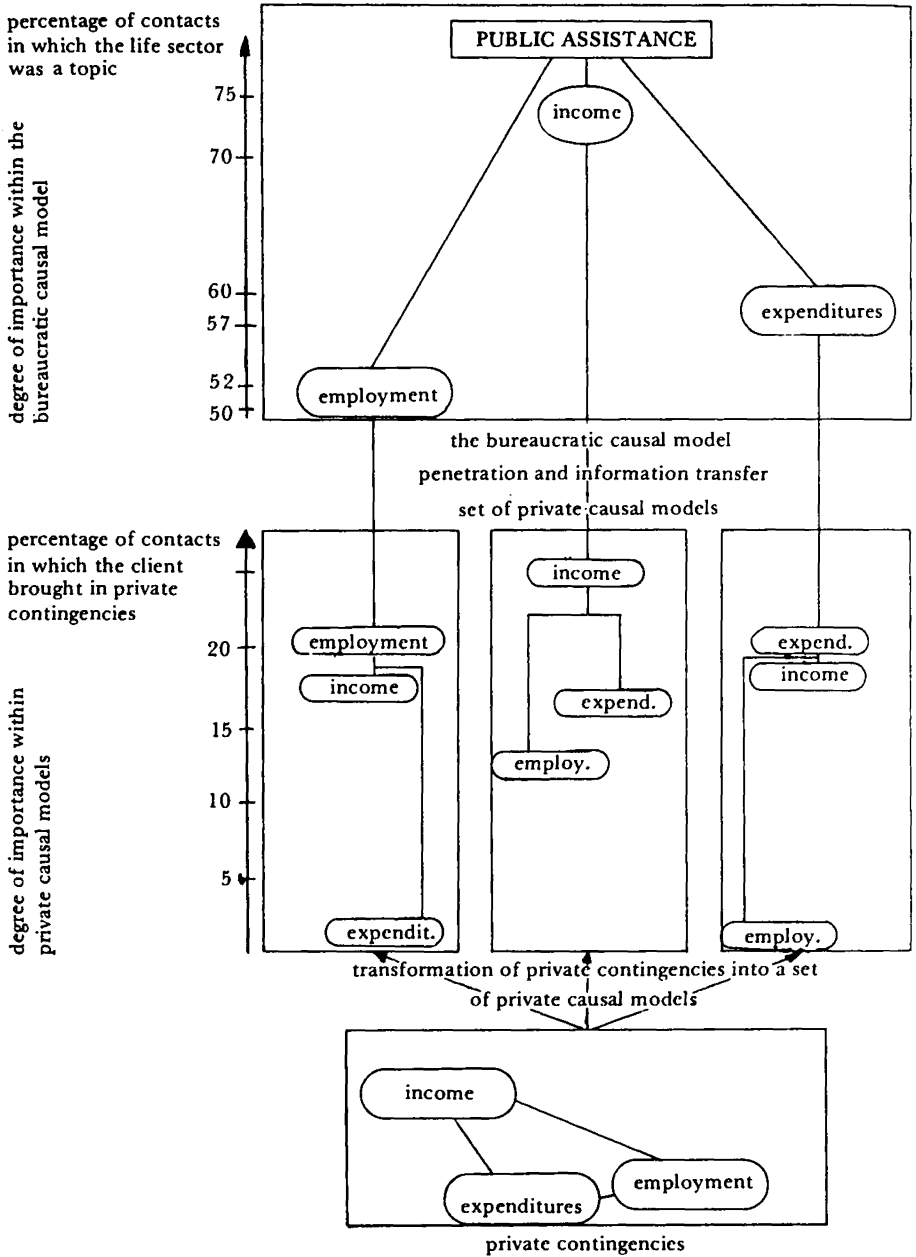 percentage of contacts
in which the life sector
was a topic
PUBLIC ASSISTANCE
income
75
70
60
57
52
50
degree of importance within the
bureaucratic causal model
expenditures
employment
the bureaucratic causal model
penetration and information transfer
set of private causal models
percentage of contacts
in which the client
brought in private
contingencies
20
15
10
5
degree of importance within
private causal models
employment
income
expendit.
income
expend.
employ.
expend.
income
employ.
transformation of private contingencies into a set
of private causal models
income
employment
expenditures
private contingencies